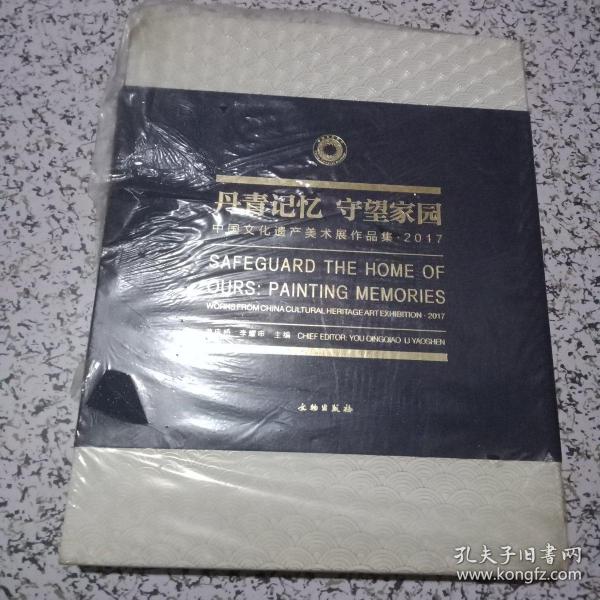 丹青记忆 守望家园
中国文化遗产美术展作品集·2017
SAFEGUARD THE HOME OF
OURS: PAINTING MEMORIES
WORKS FROM CHINA CULTURAL HERITAGE ART EXHIBITION · 2017
李耀申 主编 CHIEF EDITOR: YOU QINGQIAO LI YAOSHEN
文物出版社
孔夫子旧书网
www.kongfz.com